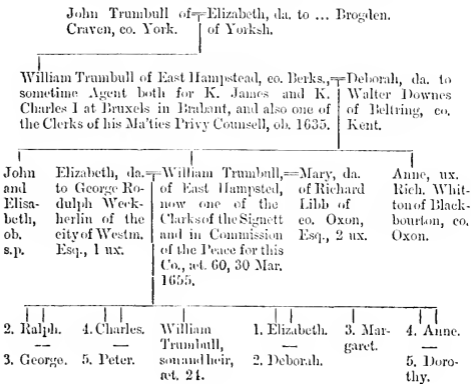 John Trumbull of Elizabeth, da. to ... Brogden.
Craven, co. York. of Yorksh.
William Trumbull of East Hampstead, co. Berks., Deborah, da. to
sometime Agent both for K. James and K. Walter Downes
Charles I at Bruxels in Brabant, and also one of of Beltring, co.
the Clerks of his Ma'ties Privy Counsell, ob. 1635. Kent.
John
and
Elisa-
beth,
ob.
s.p.
Elizabeth, da.
to George Ro-
dulph Weck-
herlin of the
city of Westm.
Esq., 1 ux.
William Trumbull,
of East Hampsted,
now one of the
Clarks of the Signett
and in Commission
of the Peace for this
Co., æt. 60, 30 Mar.
1655.
Mary, da.
of Richard
Libb of
co. Oxon,
Esq., 2 ux.
Anne, ux.
Rich. Whit-
ton of Black-
bourton, co.
Oxon.
2. Ralph.
3. George.
4. Charles.
5. Peter.
William
Trumbull,
son and heir,
æt. 24.
1. Elizabeth.
2. Deborah.
3. Mar-
garet.
4. Anne.
5. Doro-
thy.